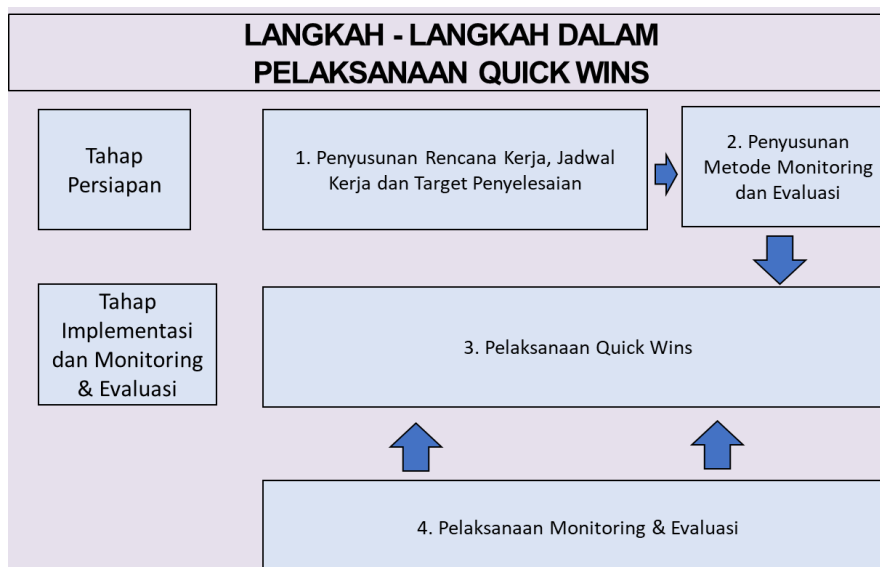 LANGKAH - LANGKAH DALAM
PELAKSANAAN QUICK WINS
Tahap
Persiapan
1. Penyusunan Rencana Kerja, Jadwal
Kerja dan Target Penyelesaian
2. Penyusunan
Metode Monitoring
dan Evaluasi
Tahap
Implementasi
dan Monitoring
& Evaluasi
3. Pelaksanaan Quick Wins
4. Pelaksanaan Monitoring & Evaluasi